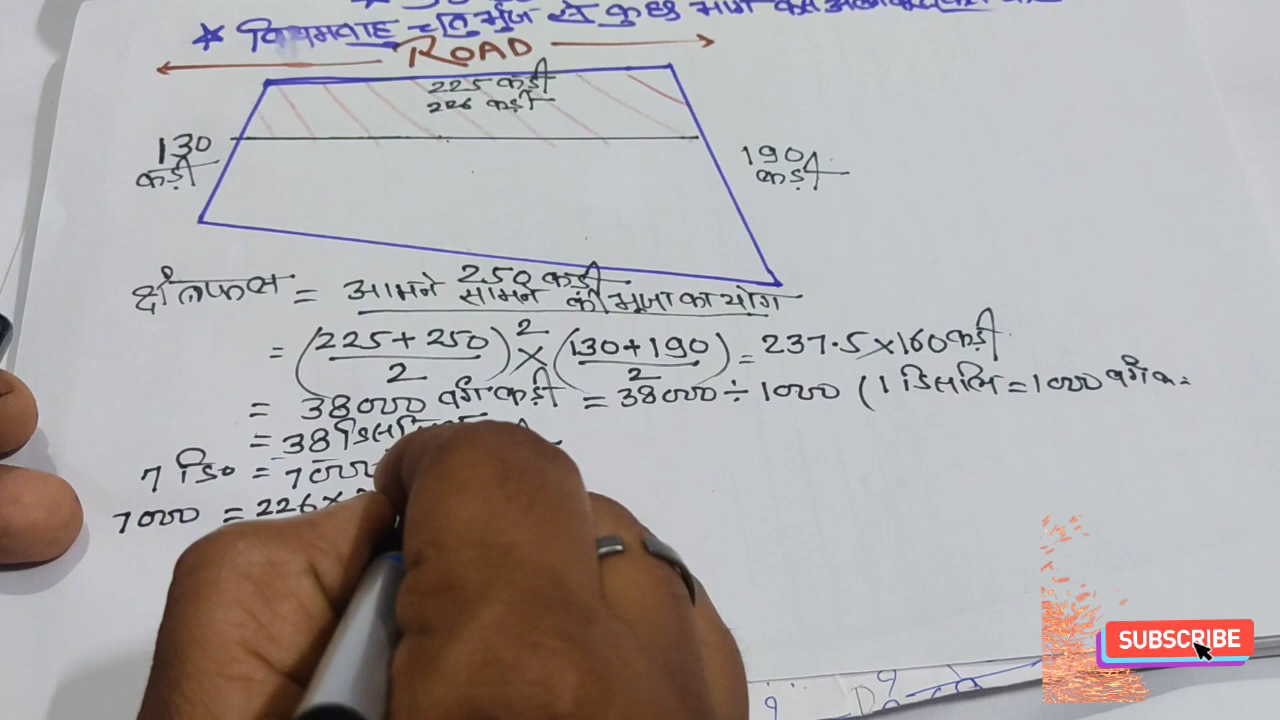 ★ विषमबाहु चतुर्भुज से कुछ भाग
ROAD
225 कड़ी
226 कड़ी
130 कड़ी
190 कड़ी
250 कड़ी
क्षेत्रफल = आमने सामने की भूजा का योग
2
= (225+250)/2 × (130+190)/2 = 237.5×160 कड़ी
= 38000 वर्ग कड़ी = 38000 ÷ 1000 (1 डिसमि = 1000 वर्ग क
= 38
7 डि० = 7000
7000 = 226×
SUBSCRIBE